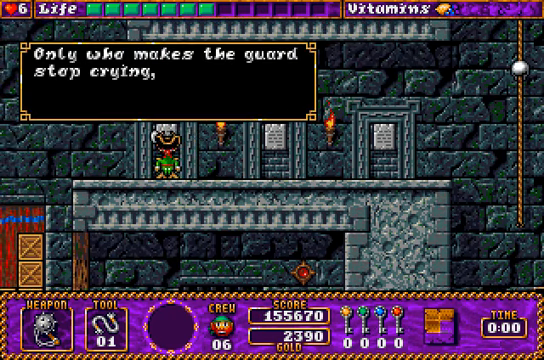 6 Life Vitamins
Only who makes the guard
stop crying,
WEAPON TOOL CREW SCORE TIME
155670 0:00
01 06 2390 0 0 0 0
GOLD